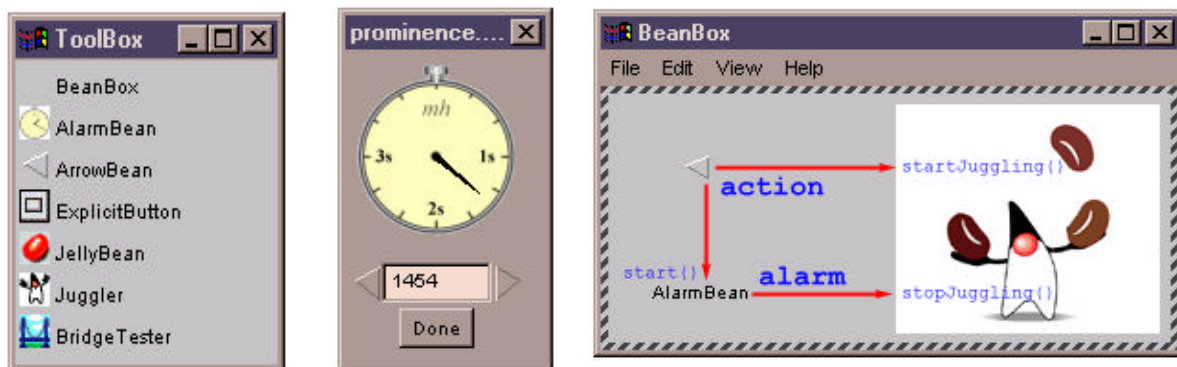 ToolBox
BeanBox
AlarmBean
ArrowBean
ExplicitButton
JellyBean
Juggler
BridgeTester
prominence....
mh
3s
1s
2s
1454
Done
BeanBox
File Edit View Help
startJuggling()
action
start()
alarm
AlarmBean
stopJuggling()